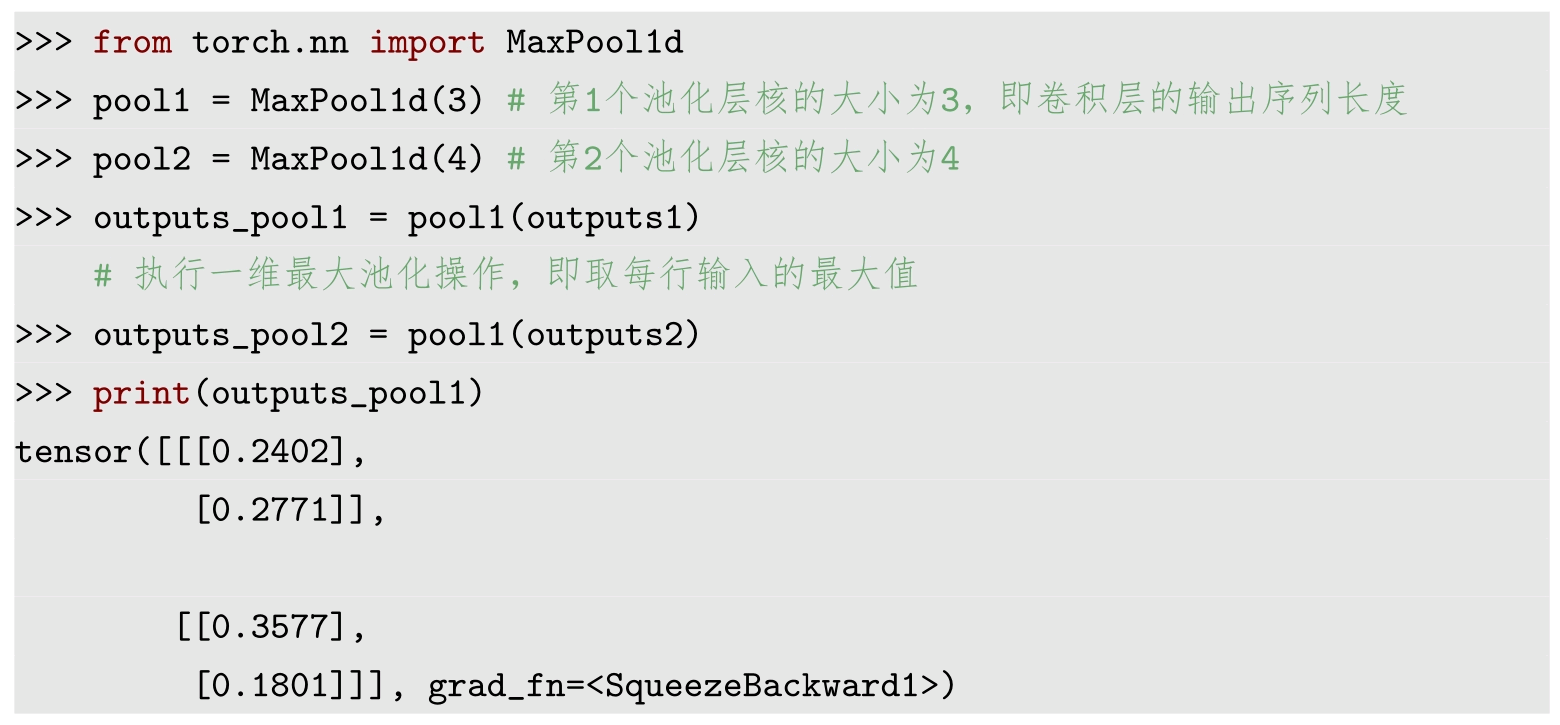 >>> from torch.nn import MaxPool1d
>>> pool1 = MaxPool1d(3) # 第1个池化层核的大小为3，即卷积层的输出序列长度
>>> pool2 = MaxPool1d(4) # 第2个池化层核的大小为4
>>> outputs_pool1 = pool1(outputs1)
    # 执行一维最大池化操作，即取每行输入的最大值
>>> outputs_pool2 = pool1(outputs2)
>>> print(outputs_pool1)
tensor([[[0.2402],
         [0.2771]],
        [[0.3577],
         [0.1801]]], grad_fn=<SqueezeBackward1>)